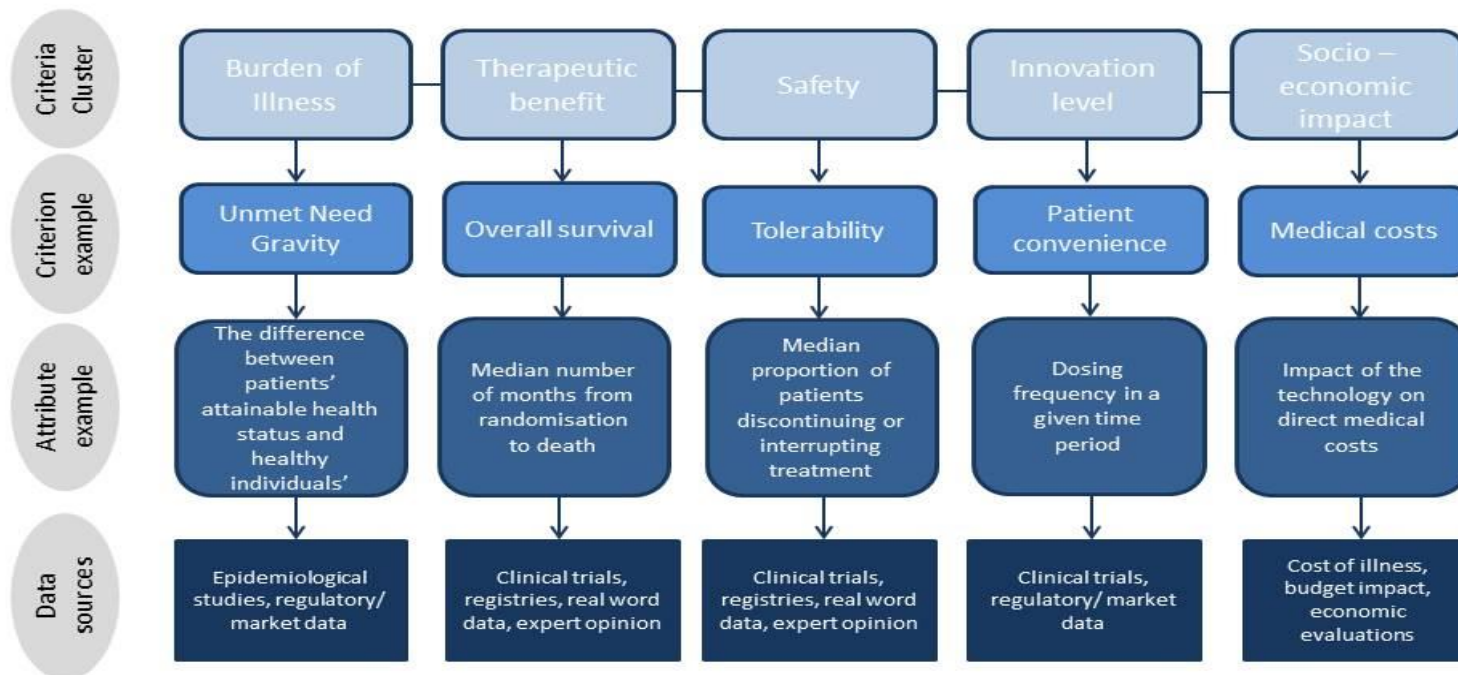 Criteria
Cluster
Burden of
Illness
Therapeutic
benefit
Safety
Innovation
level
Socio –
economic
impact
Criterion
example
Unmet Need
Gravity
Overall survival
Tolerability
Patient
convenience
Medical costs
Attribute
example
The difference
between
patients’
attainable health
status and
healthy
individuals’
Median number
of months from
randomisation
to death
Median
proportion of
patients
discontinuing or
interrupting
treatment
Dosing
frequency in a
given time
period
Impact of the
technology on
direct medical
costs
Data
sources
Epidemiological
studies, regulatory/
market data
Clinical trials,
registries, real word
data, expert opinion
Clinical trials,
registries, real word
data, expert opinion
Clinical trials,
regulatory/ market
data
Cost of illness,
budget impact,
economic
evaluations